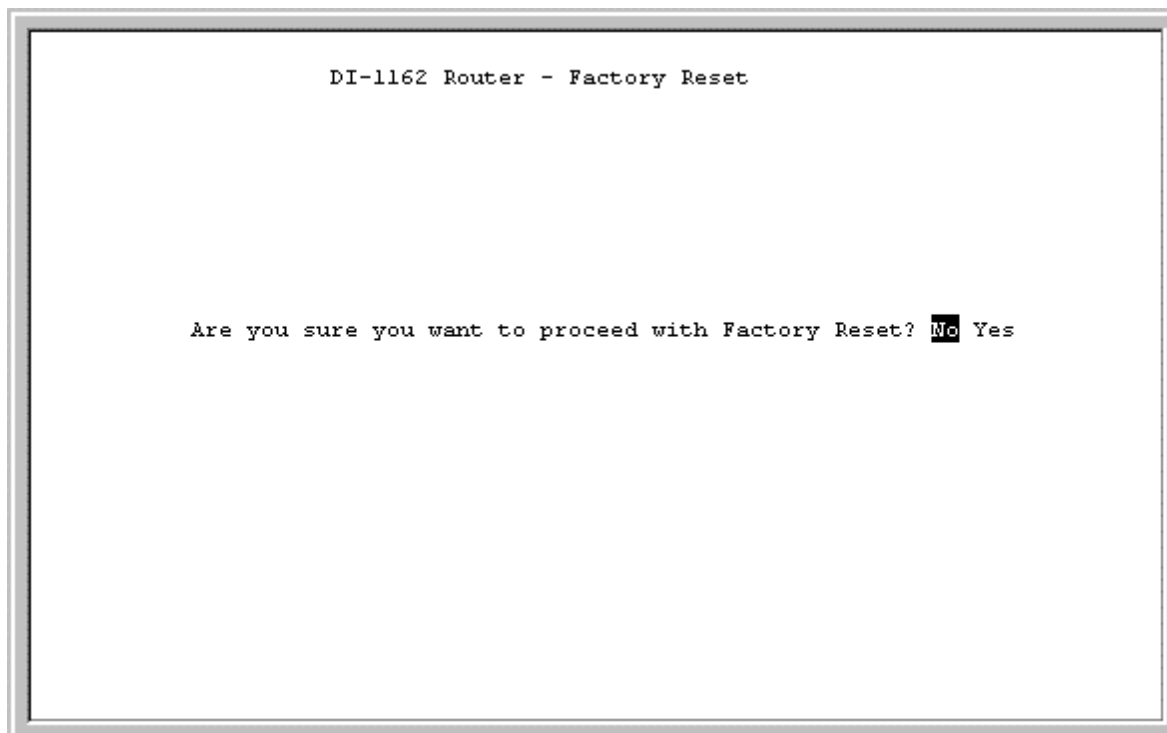 DI-1162 Router - Factory Reset
Are you sure you want to proceed with Factory Reset? No Yes